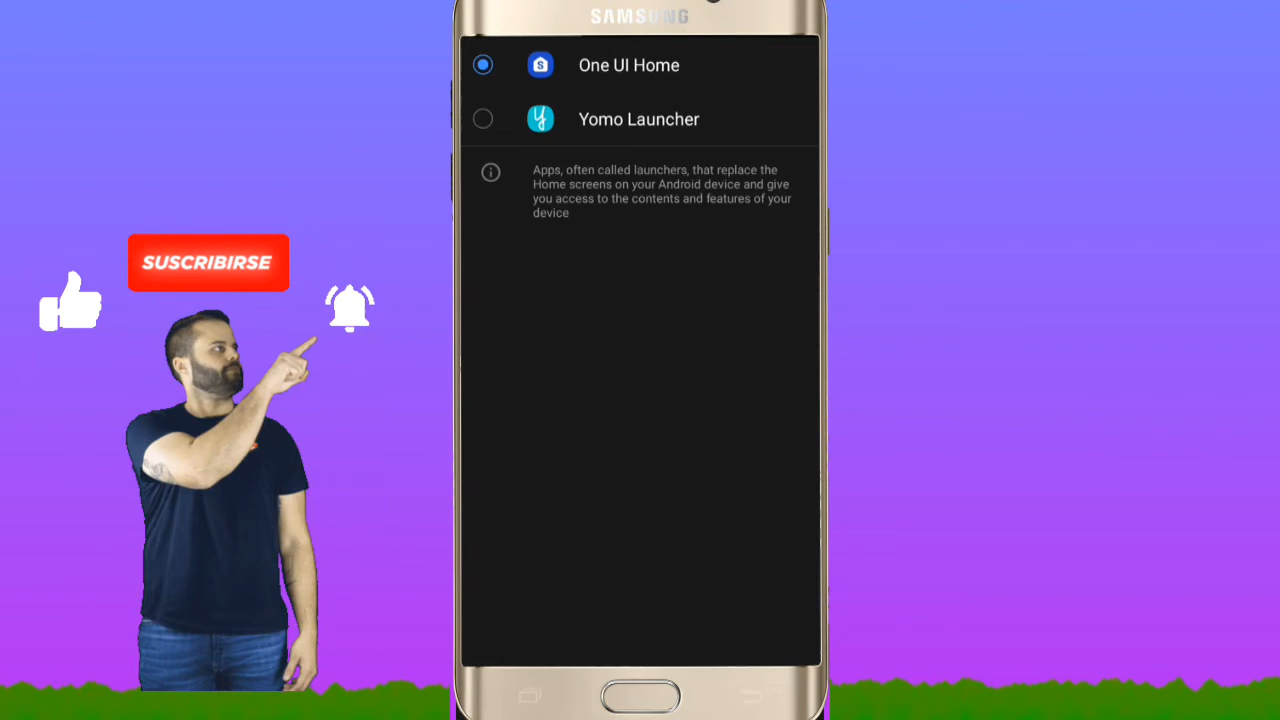 SAMSUNG
One UI Home
Yomo Launcher
Apps, often called launchers, that replace the
Home screens on your Android device and give
you access to the contents and features of your
device
SUSCRIBIRSE